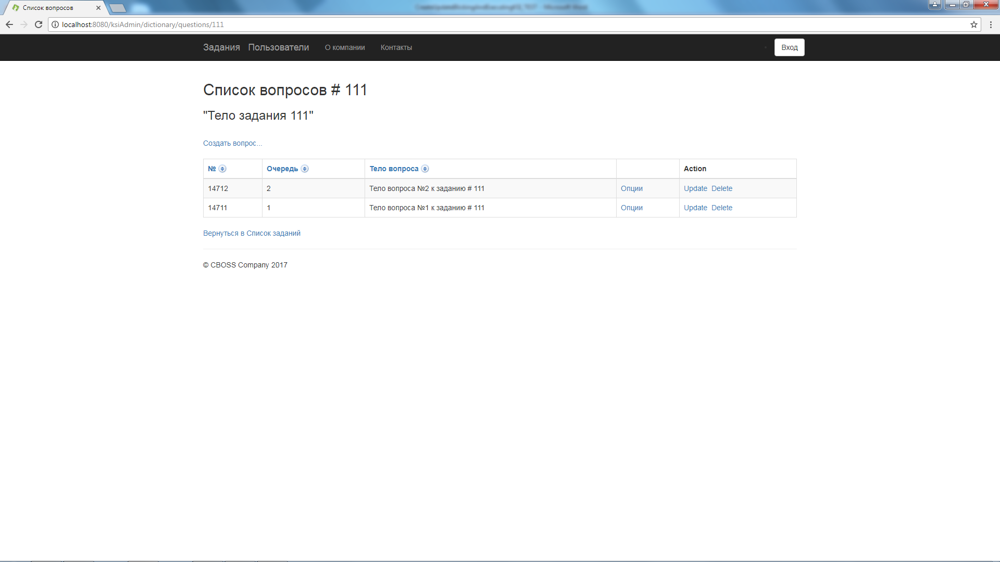 Список вопросов
localhost:8080/ksiAdmin/dictionary/questions/111
Задания Пользователи О компании Контакты Вход
Список вопросов # 111
"Тело задания 111"
Создать вопрос...
№ Очередь Тело вопроса Action
14712 2 Тело вопроса №2 к заданию # 111 Опции Update Delete
14711 1 Тело вопроса №1 к заданию # 111 Опции Update Delete
Вернуться в Список заданий
© CBOSS Company 2017